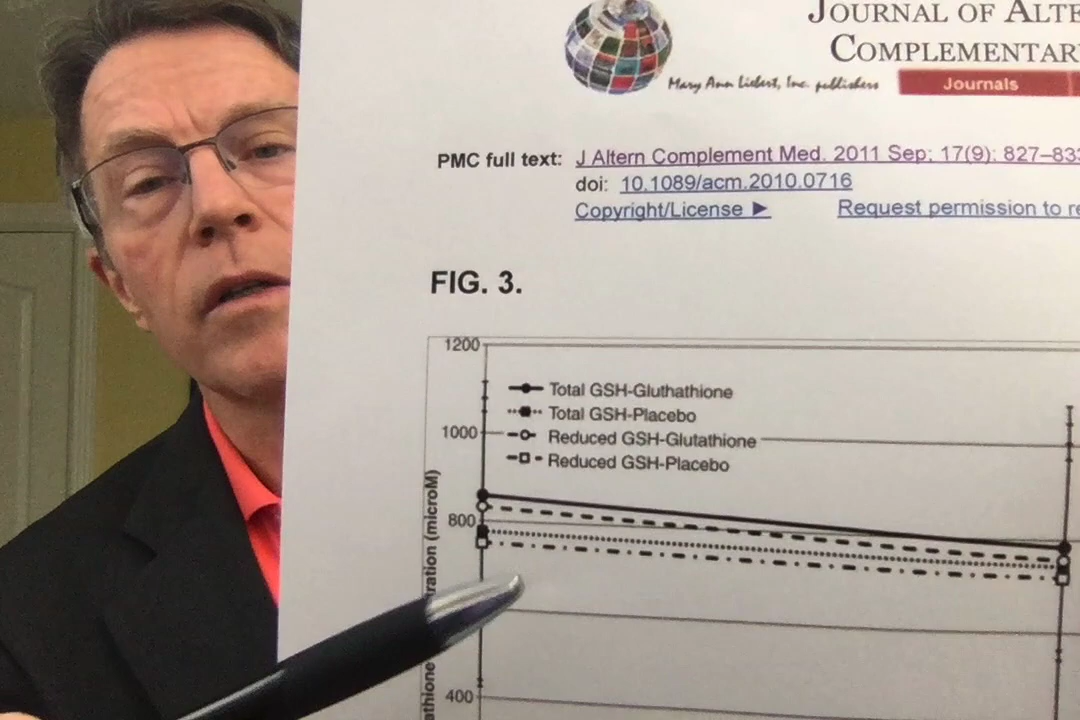 JOURNAL OF ALTE
COMPLEMENTAR
Mary Ann Liebert, Inc. publishers
Journals
PMC full text: J Altern Complement Med. 2011 Sep; 17(9): 827–833
doi: 10.1089/acm.2010.0716
Copyright/License ► Request permission to re
FIG. 3.
1200
Total GSH-Gluthathione
Total GSH-Placebo
1000
Reduced GSH-Glutathione
Reduced GSH-Placebo
800
400
athione
tration (microM)